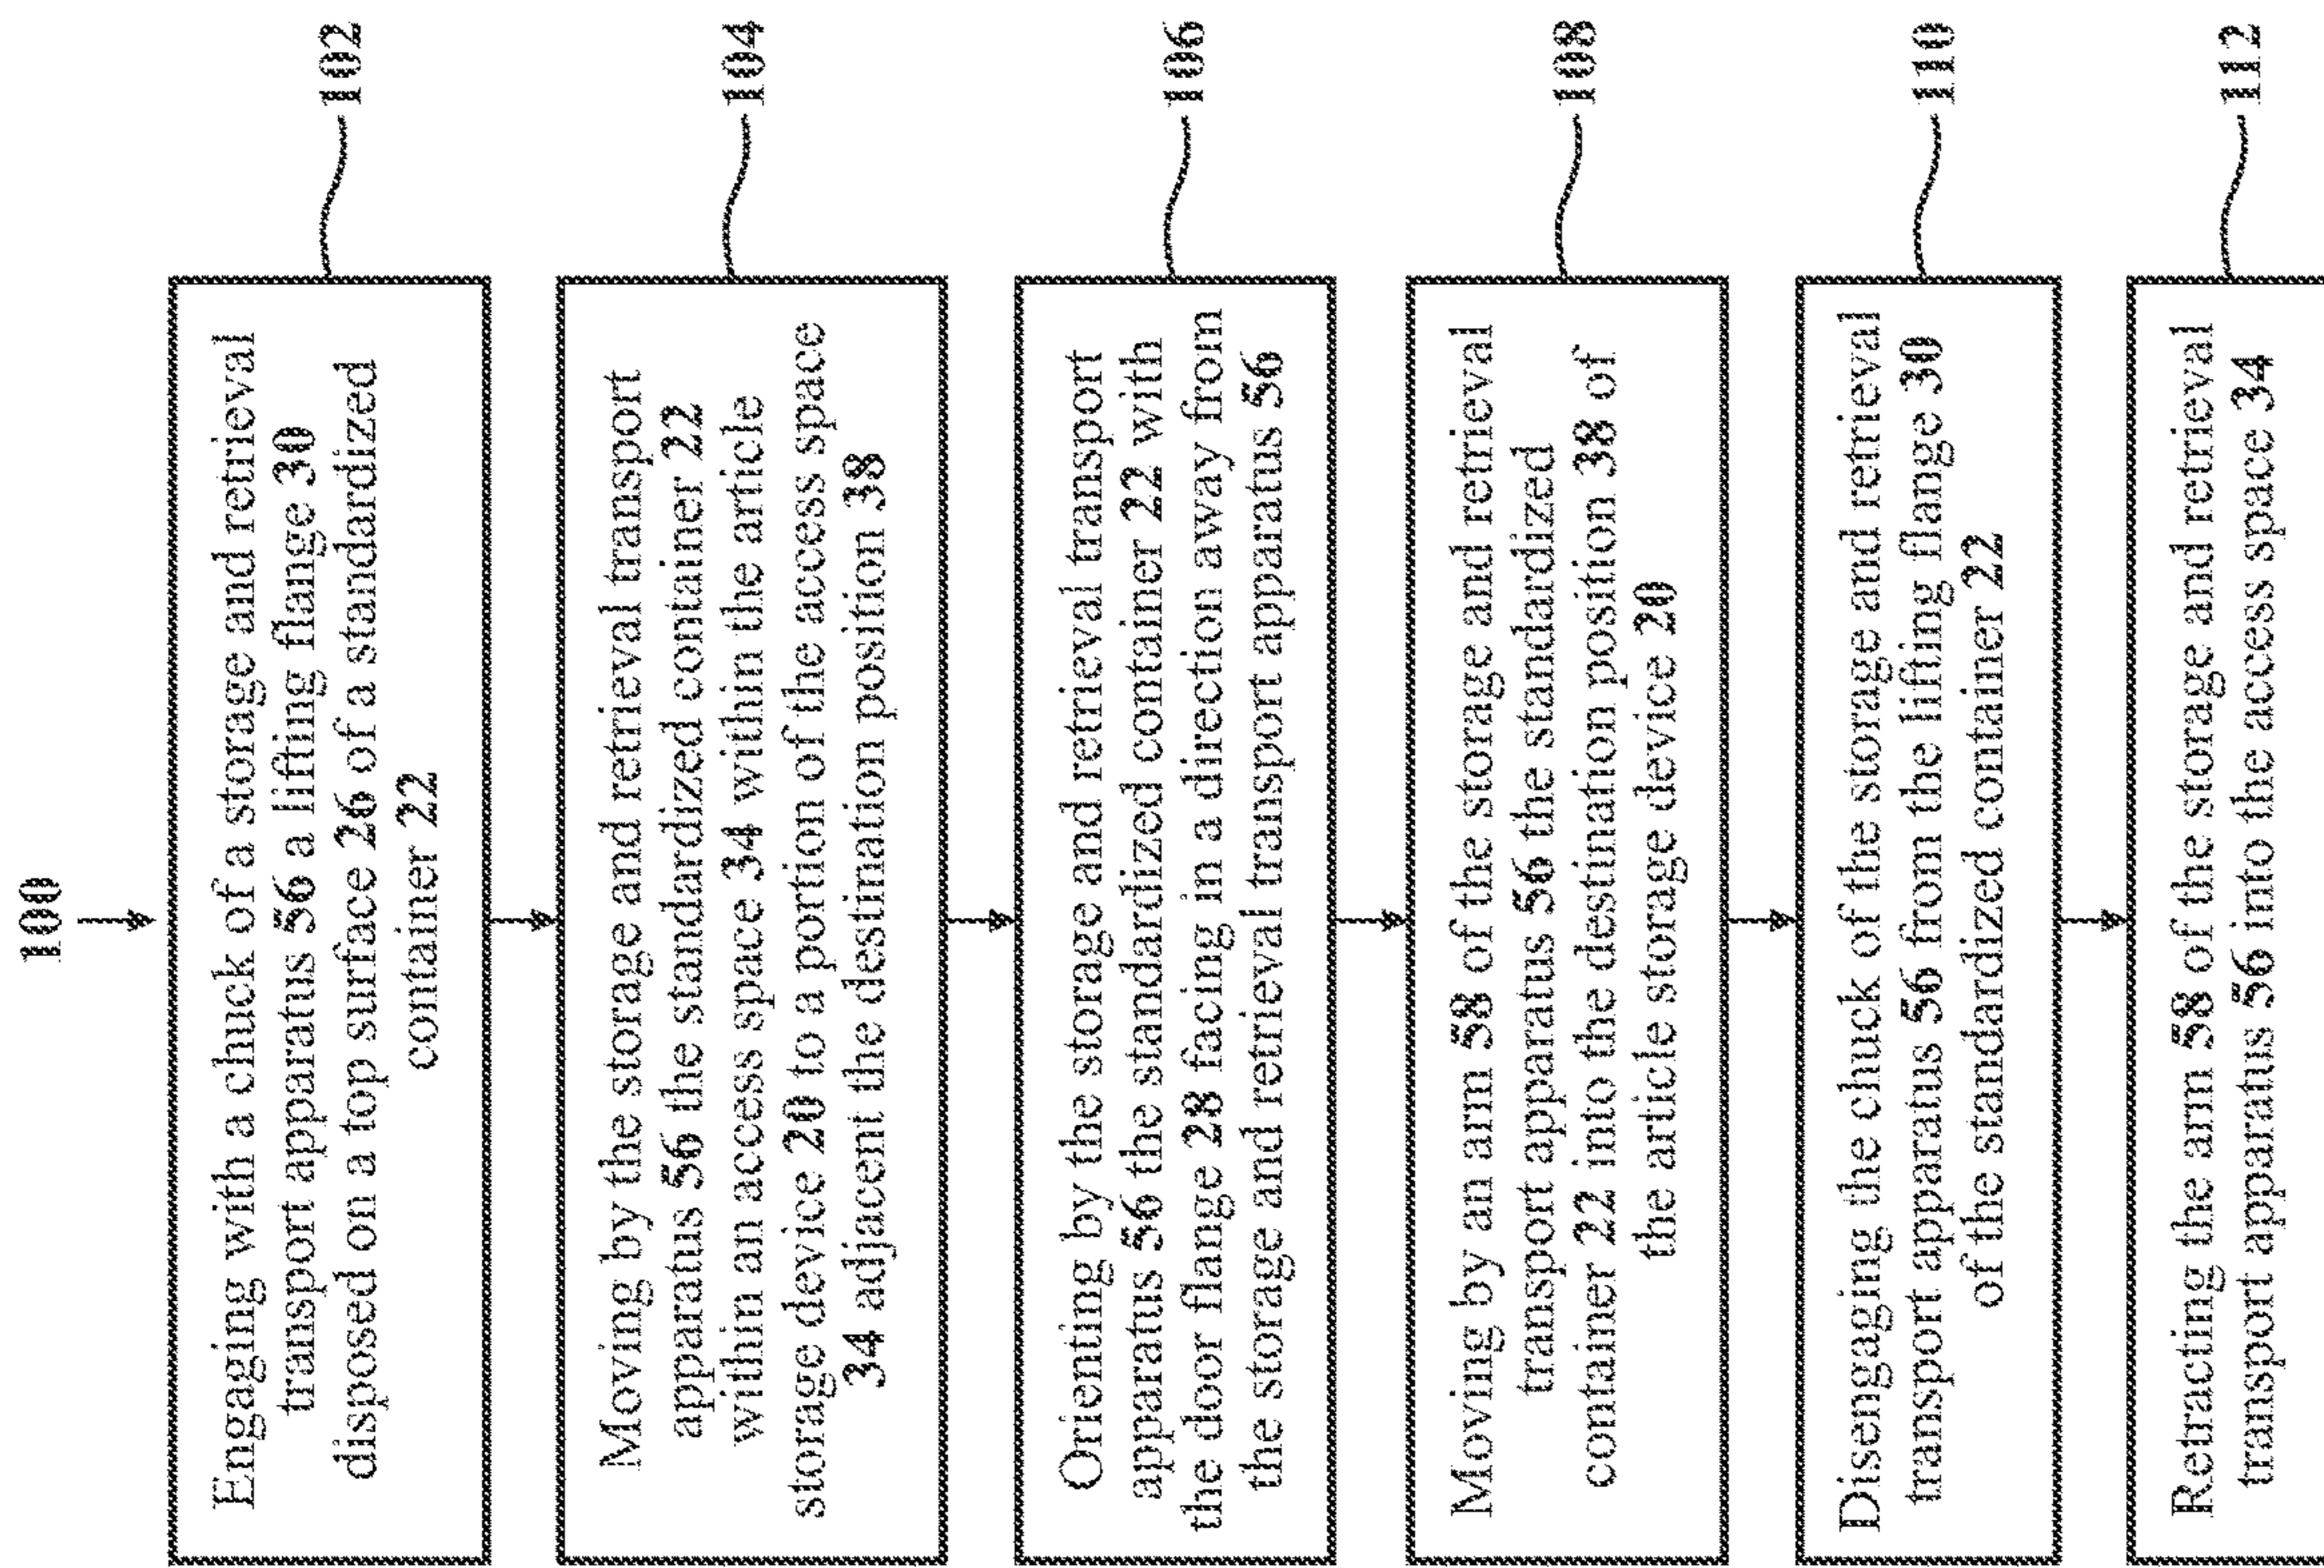 100
Engaging with a chuck of a storage and retrieval
transport apparatus 56 a lifting flange 30
disposed on a top surface 26 of a standardized
container 22
102
Moving by the storage and retrieval transport
apparatus 56 the standardized container 22
within an access space 34 within the article
storage device 20 to a portion of the access space
34 adjacent the destination position 38
104
Orienting by the storage and retrieval transport
apparatus 56 the standardized container 22 with
the door flange 28 facing in a direction away from
the storage and retrieval transport apparatus 56
106
Moving by an arm 58 of the storage and retrieval
transport apparatus 56 the standardized
container 22 into the destination position 38 of
the article storage device 20
108
Disengaging the chuck of the storage and retrieval
transport apparatus 56 from the lifting flange 30
of the standardized container 22
110
Retracting the arm 58 of the storage and retrieval
transport apparatus 56 into the access space 34
112